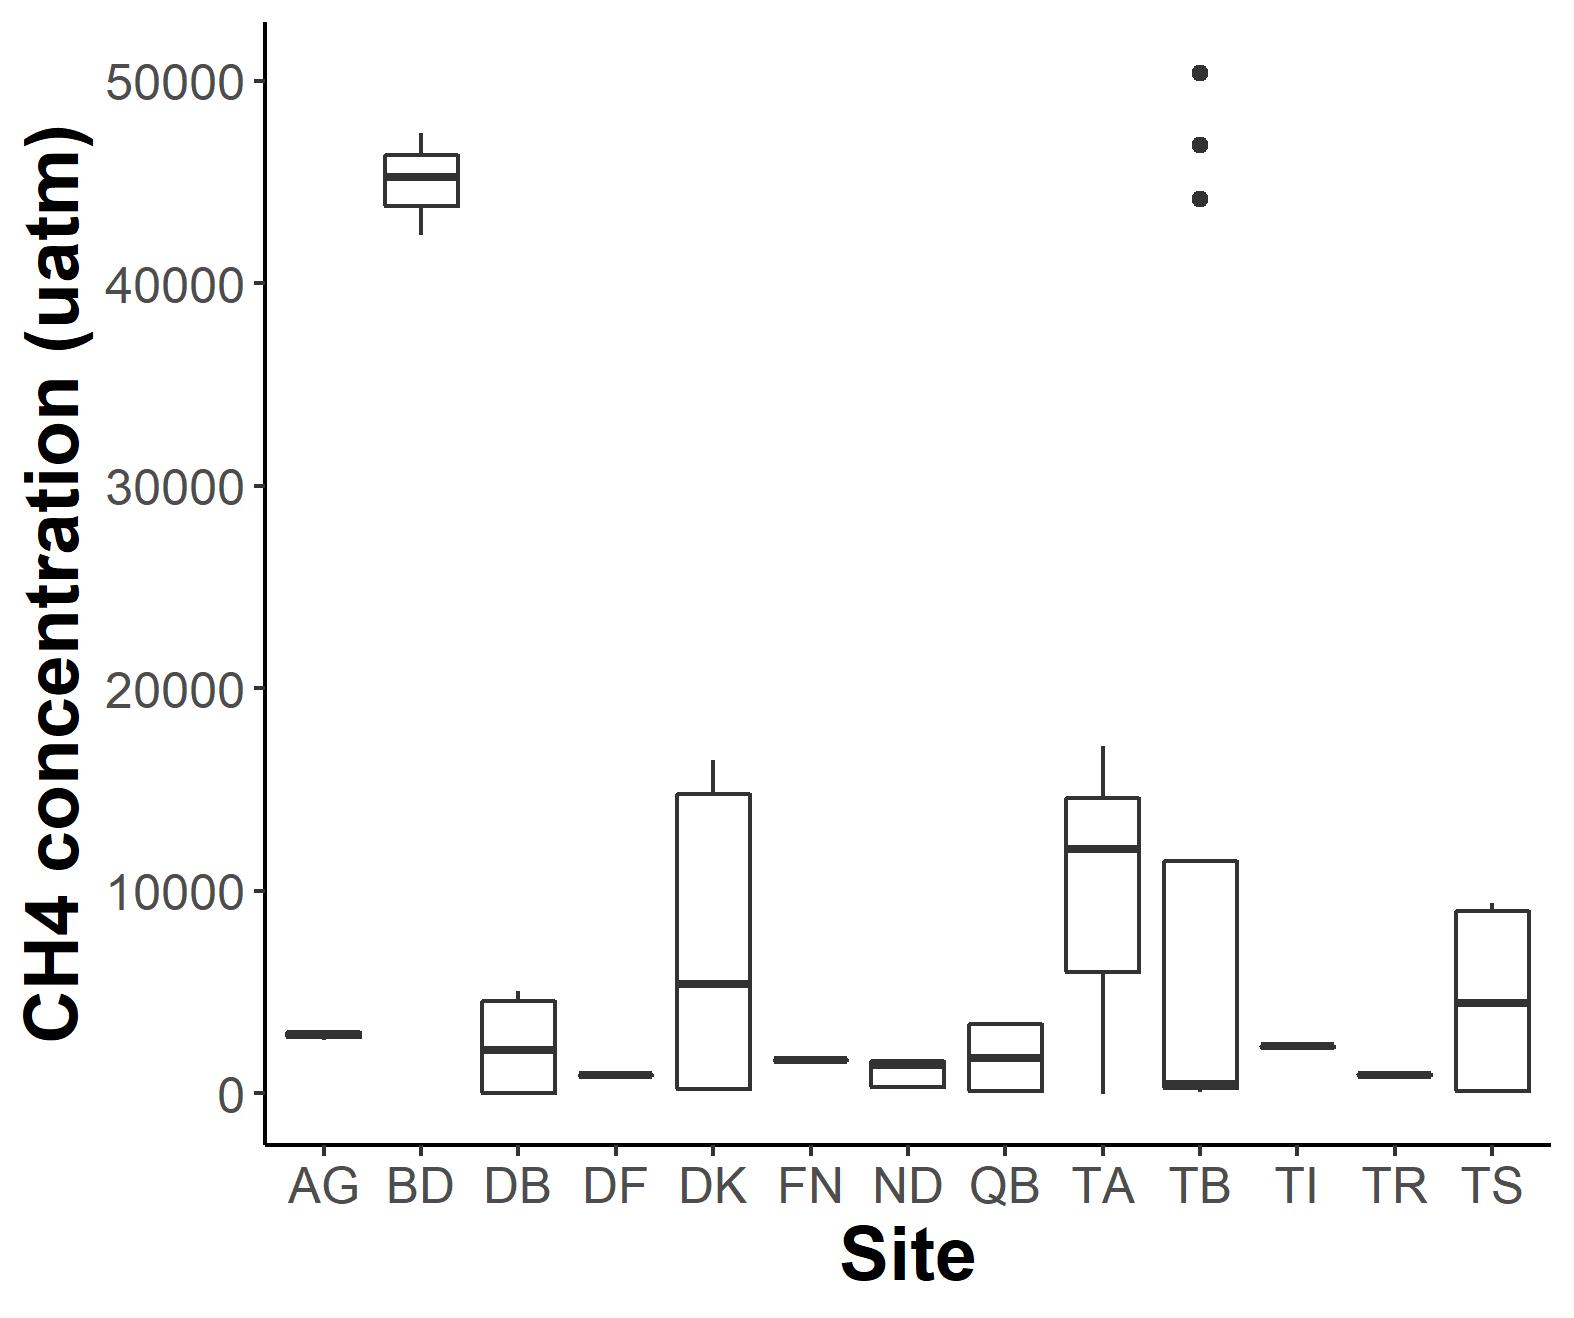 CH4 concentration (uatm)
50000
40000
30000
20000
10000
0
AG BD DB DF DK FN ND QB TA TB TI TR TS
Site